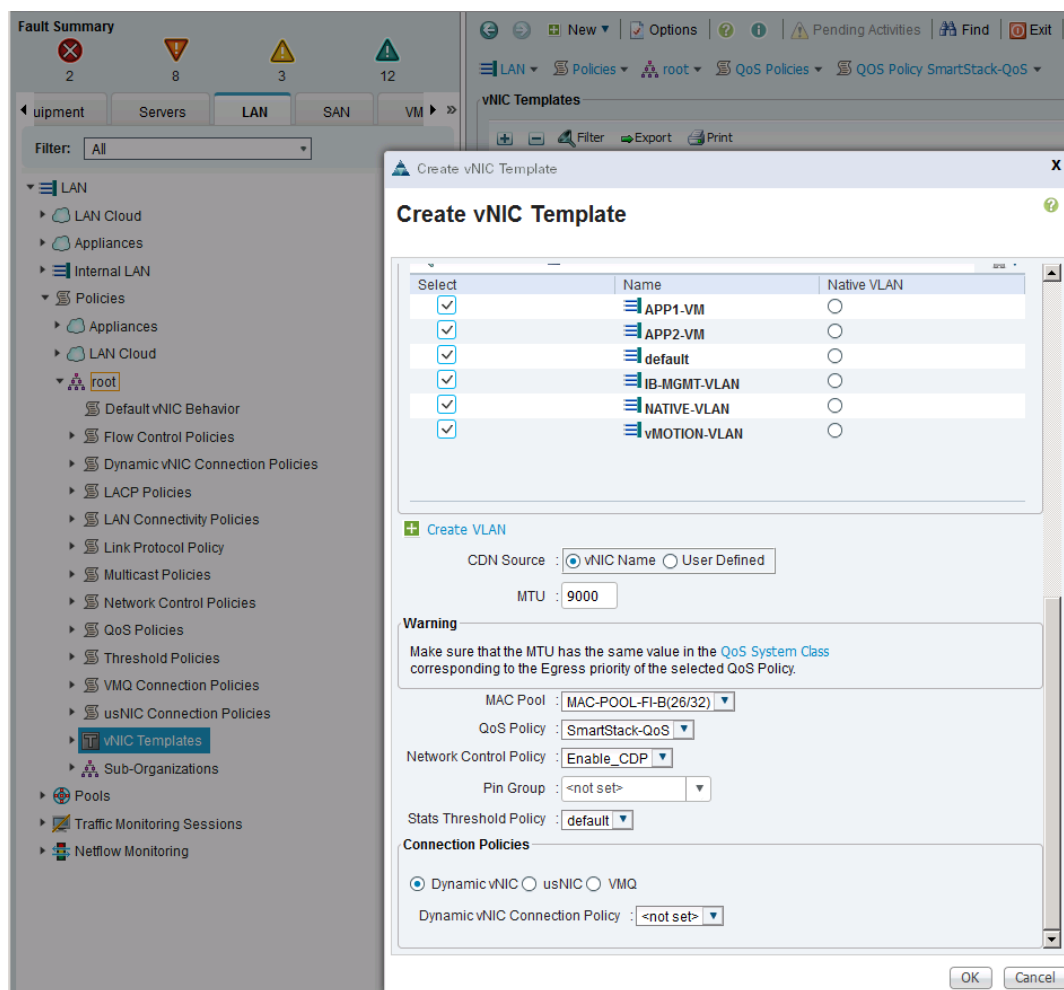 Fault Summary
2 8 3 12
uipment Servers LAN SAN VM
Filter: All
LAN
LAN Cloud
Appliances
Internal LAN
Policies
Appliances
LAN Cloud
root
Default vNIC Behavior
Flow Control Policies
Dynamic vNIC Connection Policies
LACP Policies
LAN Connectivity Policies
Link Protocol Policy
Multicast Policies
Network Control Policies
QoS Policies
Threshold Policies
VMQ Connection Policies
usNIC Connection Policies
vNIC Templates
Sub-Organizations
Pools
Traffic Monitoring Sessions
Netflow Monitoring
New Options Pending Activities Find Exit
LAN Policies root QoS Policies QOS Policy SmartStack-QoS
vNIC Templates
Filter Export Print
Create vNIC Template X
Create vNIC Template
Select Name Native VLAN
APP1-VM
APP2-VM
default
IB-MGMT-VLAN
NATIVE-VLAN
vMOTION-VLAN
Create VLAN
CDN Source : vNIC Name User Defined
MTU : 9000
Warning
Make sure that the MTU has the same value in the QoS System Class
corresponding to the Egress priority of the selected QoS Policy.
MAC Pool : MAC-POOL-FI-B(26/32)
QoS Policy : SmartStack-QoS
Network Control Policy : Enable_CDP
Pin Group : <not set>
Stats Threshold Policy : default
Connection Policies
Dynamic vNIC usNIC VMQ
Dynamic vNIC Connection Policy : <not set>
OK Cancel